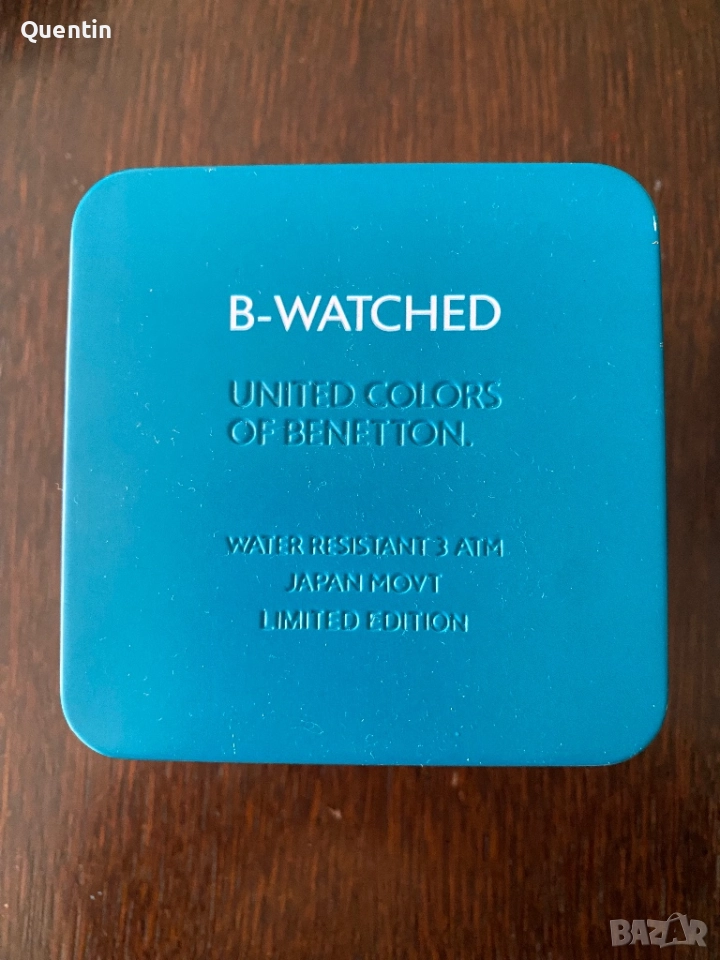 Quentin
B-WATCHED
UNITED COLORS
OF BENETTON.
WATER RESISTANT 3 ATM
JAPAN MOVT
LIMITED EDITION
BAZAR